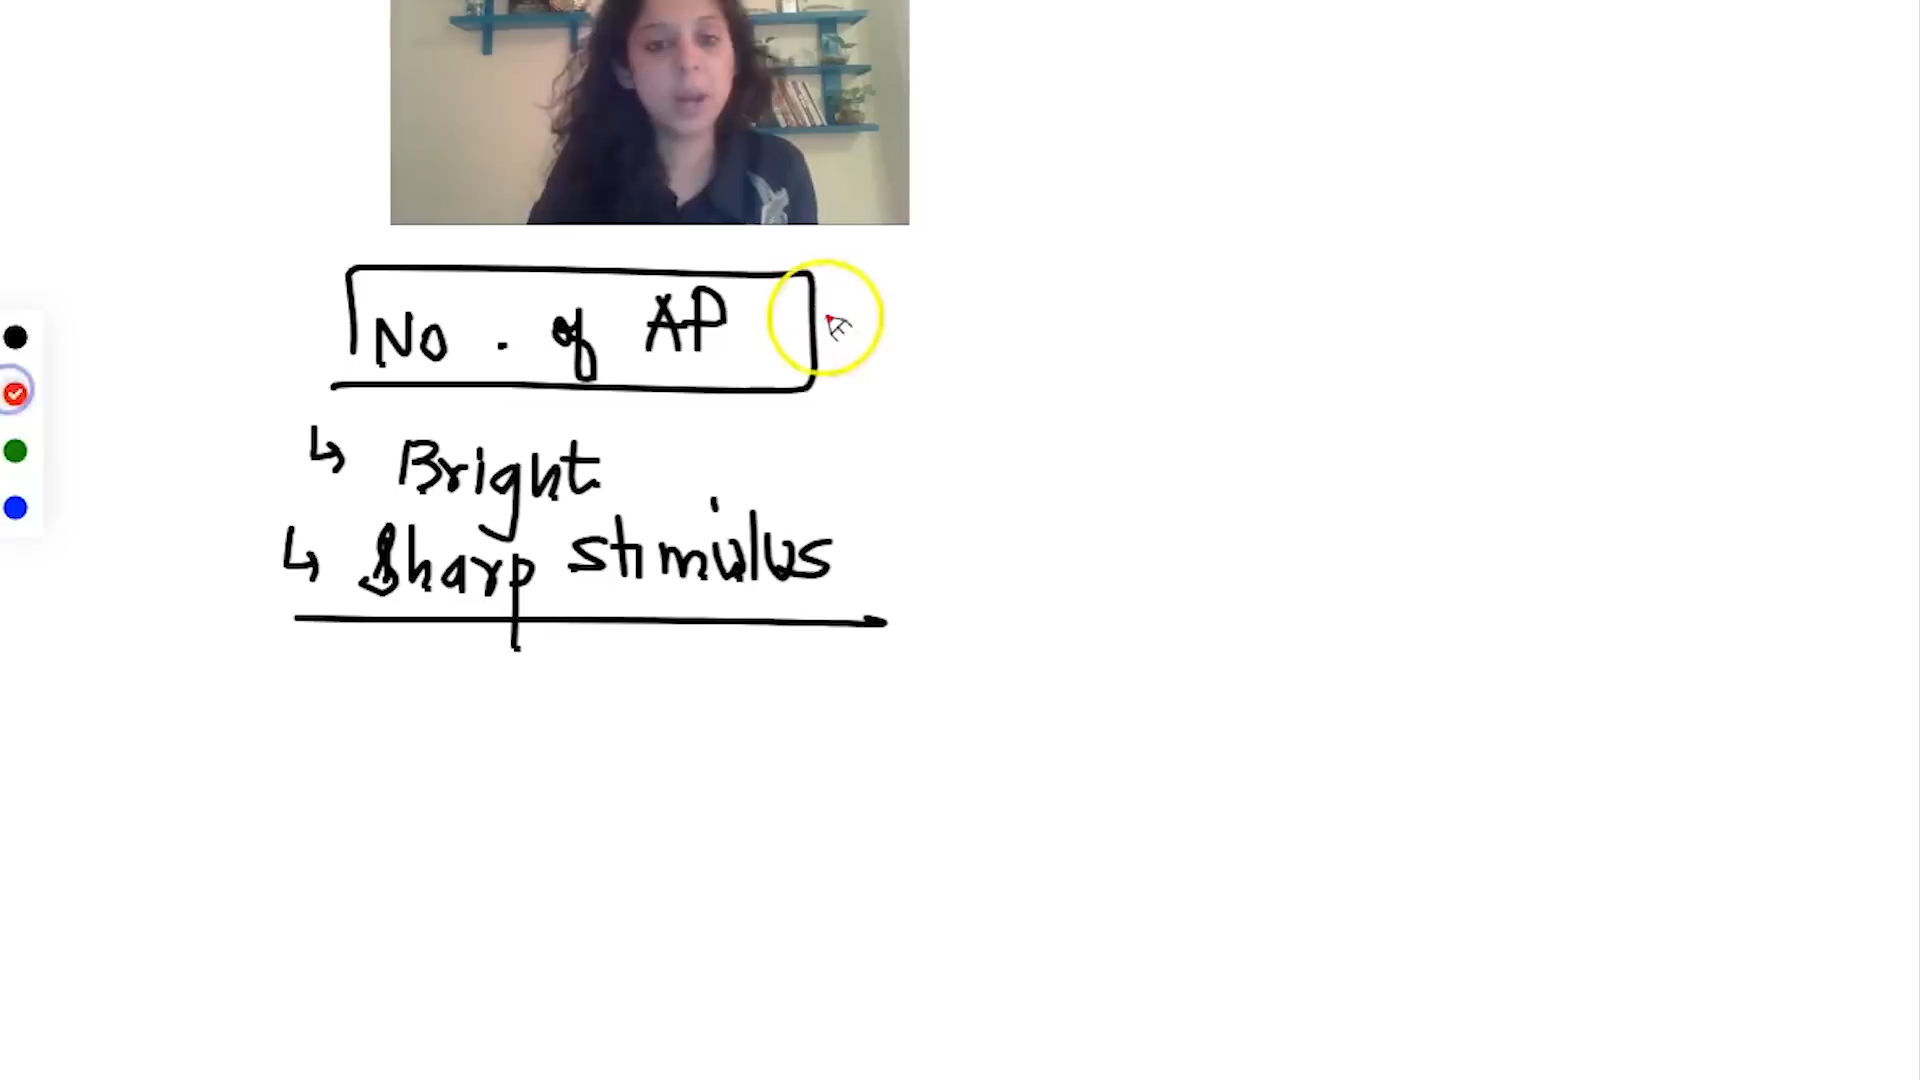 No. of AP
↳ Bright
↳ Sharp stimulus